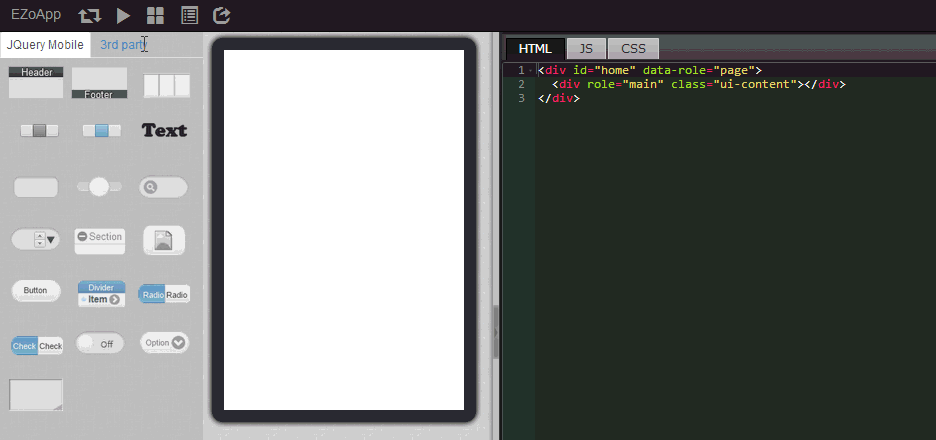 EZoApp
JQuery Mobile 3rd party
Header
Footer
Text
Section
Button
Divider
Item
Radio Radio
Check Check
Off
Option
HTML JS CSS
1 <div id="home" data-role="page">
2 <div role="main" class="ui-content"></div>
3 </div>